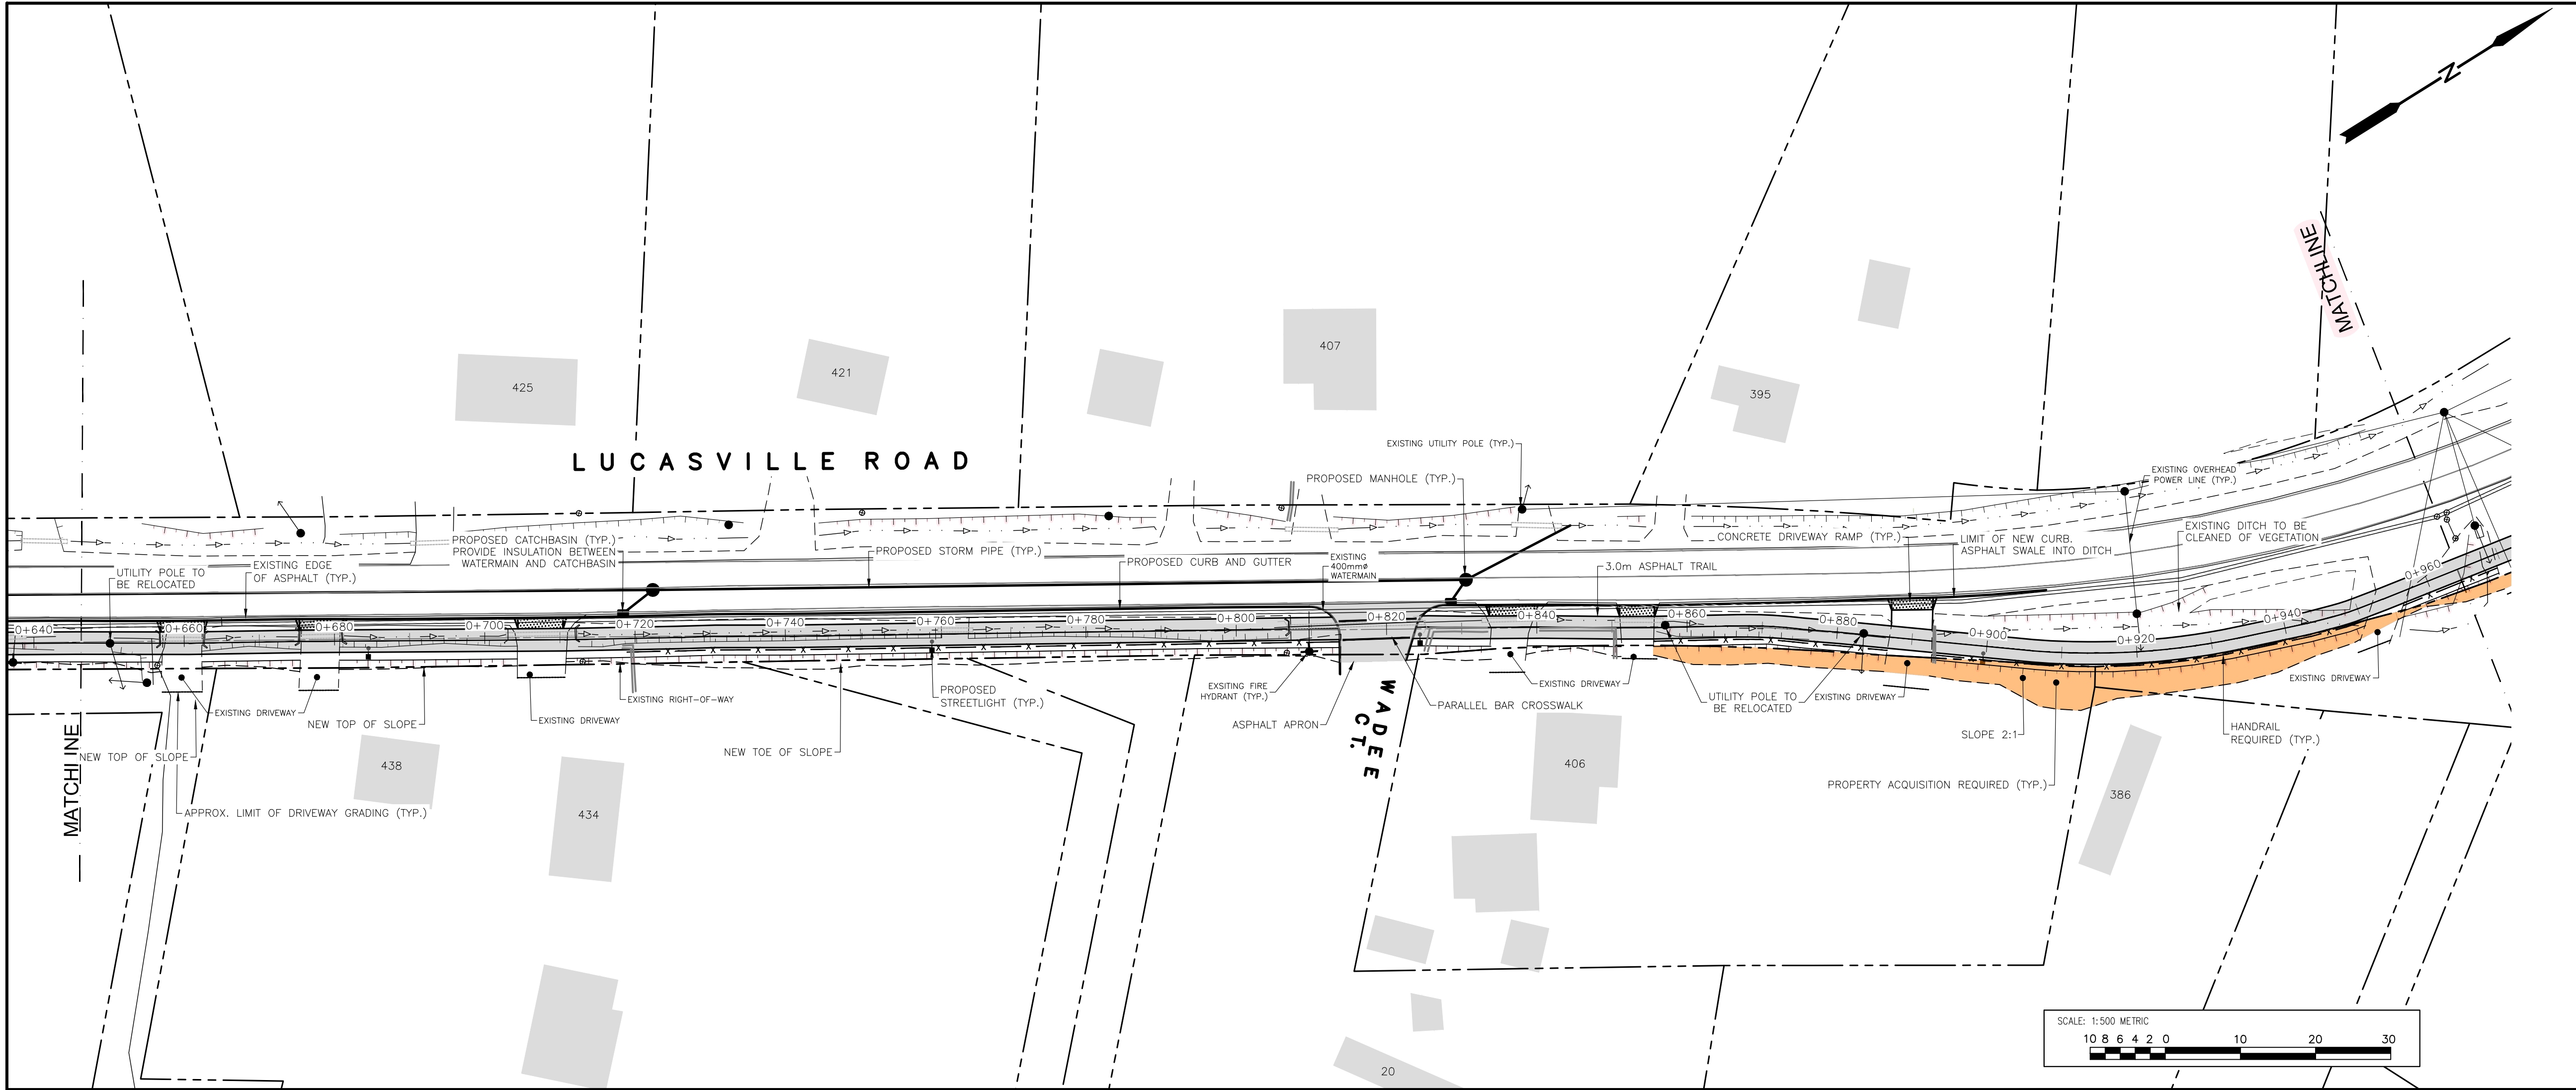 N
MATCHLINE
407
425
421
395
LUCASVILLE ROAD
EXISTING UTILITY POLE (TYP.)
PROPOSED MANHOLE (TYP.)
EXISTING OVERHEAD
POWER LINE (TYP.)
PROPOSED CATCHBASIN (TYP.)
PROVIDE INSULATION BETWEEN
WATERMAIN AND CATCHBASIN
PROPOSED STORM PIPE (TYP.)
PROPOSED CURB AND GUTTER
EXISTING
400mmø
WATERMAIN
3.0m ASPHALT TRAIL
CONCRETE DRIVEWAY RAMP (TYP.)
LIMIT OF NEW CURB.
ASPHALT SWALE INTO DITCH
EXISTING DITCH TO BE
CLEANED OF VEGETATION
UTILITY POLE TO
BE RELOCATED
EXISTING EDGE
OF ASPHALT (TYP.)
0+640
0+660
0+680
0+700
0+720
0+740
0+760
0+780
0+800
0+820
0+840
0+860
0+880
0+900
0+920
0+940
0+960
EXISTING DRIVEWAY
NEW TOP OF SLOPE
EXISTING DRIVEWAY
EXISTING RIGHT-OF-WAY
NEW TOE OF SLOPE
PROPOSED
STREETLIGHT (TYP.)
EXSITING FIRE
HYDRANT (TYP.)
ASPHALT APRON
WADEE
CT.
PARALLEL BAR CROSSWALK
EXISTING DRIVEWAY
UTILITY POLE TO
BE RELOCATED
EXISTING DRIVEWAY
SLOPE 2:1
EXISTING DRIVEWAY
HANDRAIL
REQUIRED (TYP.)
PROPERTY ACQUISITION REQUIRED (TYP.)
MATCHLINE
NEW TOP OF SLOPE
APPROX. LIMIT OF DRIVEWAY GRADING (TYP.)
438
434
406
386
20
SCALE: 1:500 METRIC
10 8 6 4 2 0 10 20 30